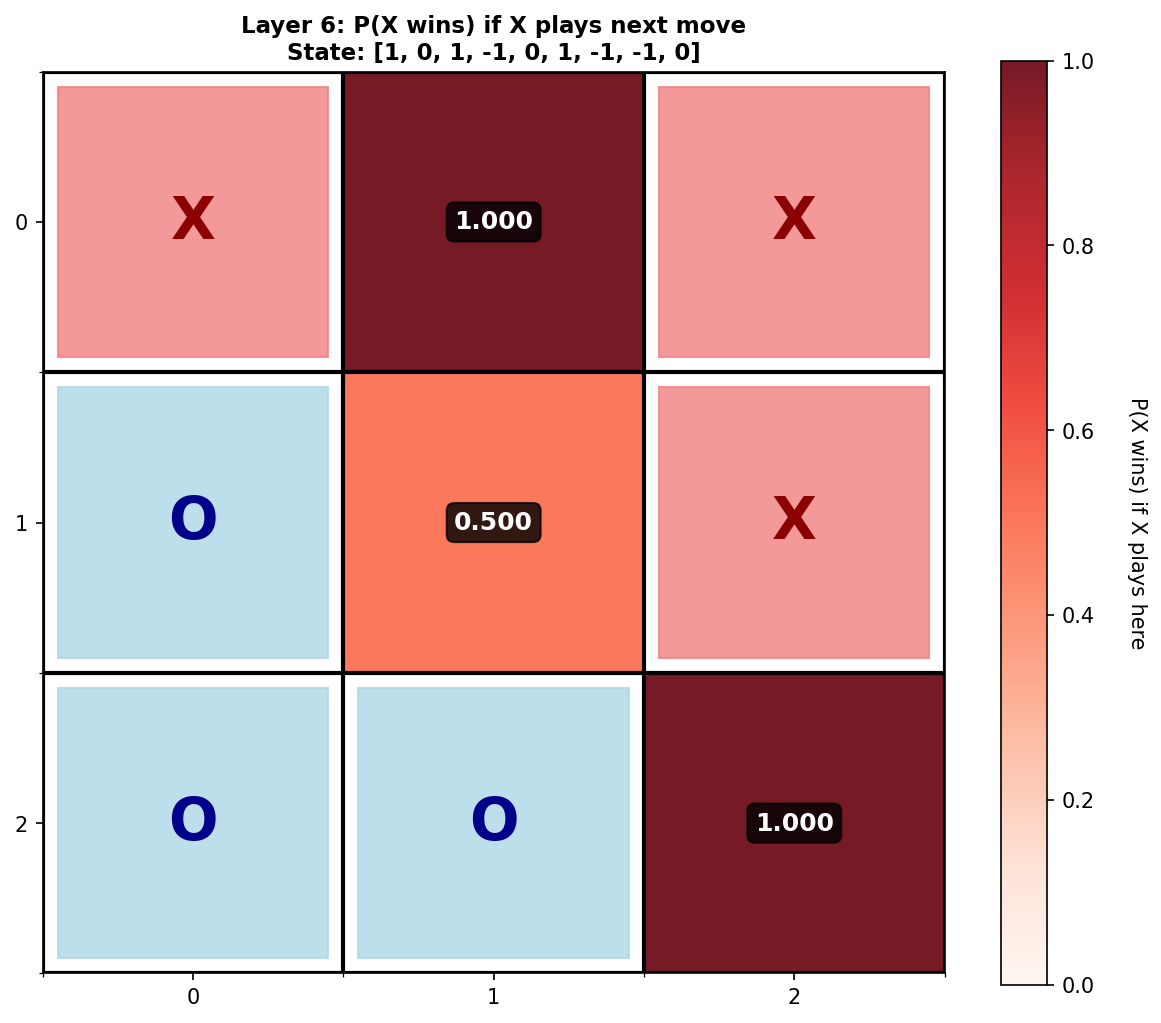 Layer 6: P(X wins) if X plays next move
State: [1, 0, 1, -1, 0, 1, -1, -1, 0]
0
X
1.000
X
1
O
0.500
X
2
O
O
1.000
0
1
2
1.0
0.8
0.6
0.4
0.2
0.0
P(X wins) if X plays here